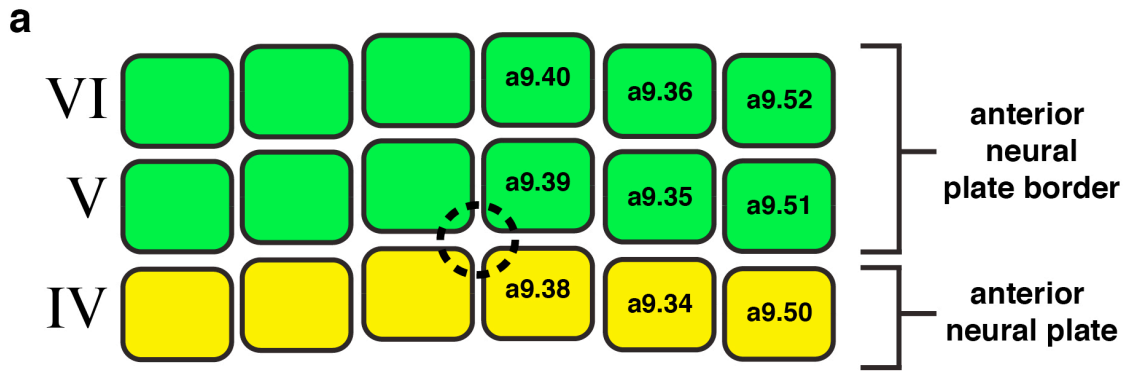 a
VI
a9.40
a9.36
a9.52
anterior
neural
plate border
V
a9.39
a9.35
a9.51
IV
a9.38
a9.34
a9.50
anterior
neural plate